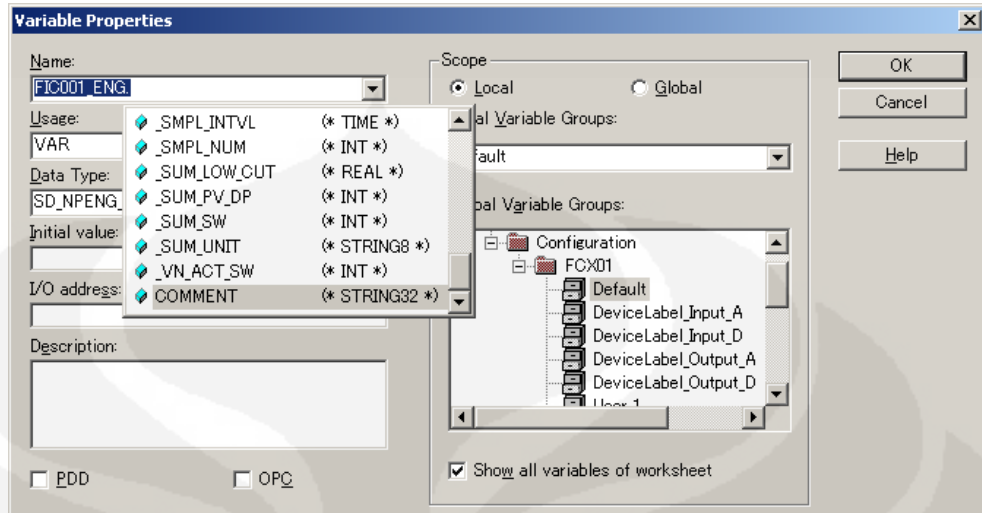 Variable Properties
Name:
FIC001_ENG.
Usage:
VAR
Data Type:
SD_NPENG_
Initial value:
I/O address:
Description:
PDD
OPC
_SMPL_INTVL (* TIME *)
_SMPL_NUM (* INT *)
_SUM_LOW_CUT (* REAL *)
_SUM_PV_DP (* INT *)
_SUM_SW (* INT *)
_SUM_UNIT (* STRING8 *)
_VN_ACT_SW (* INT *)
COMMENT (* STRING32 *)
Scope
Local
Global
al Variable Groups:
fault
bal Variable Groups:
Configuration
FCX01
Default
DeviceLabel_Input_A
DeviceLabel_Input_D
DeviceLabel_Output_A
DeviceLabel_Output_D
Show all variables of worksheet
OK
Cancel
Help